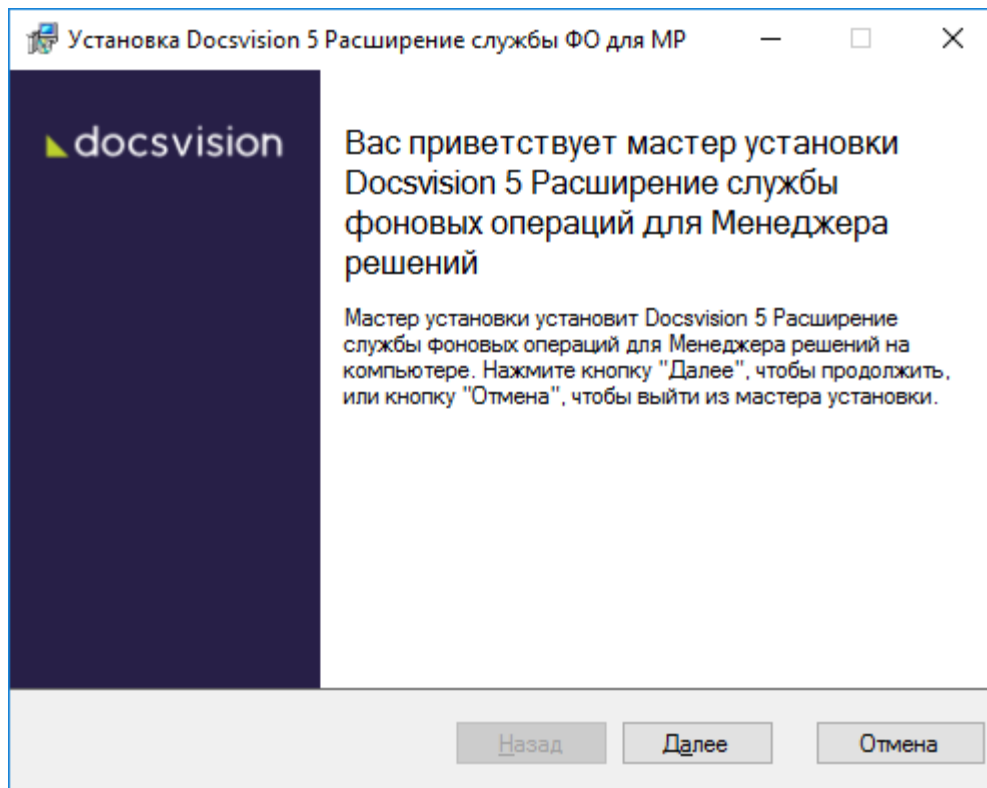 Установка Docsvision 5 Расширение службы ФО для МР
docsvision
Вас приветствует мастер установки
Docsvision 5 Расширение службы
фоновых операций для Менеджера
решений
Мастер установки установит Docsvision 5 Расширение
службы фоновых операций для Менеджера решений на
компьютере. Нажмите кнопку "Далее", чтобы продолжить,
или кнопку "Отмена", чтобы выйти из мастера установки.
Назад
Далее
Отмена